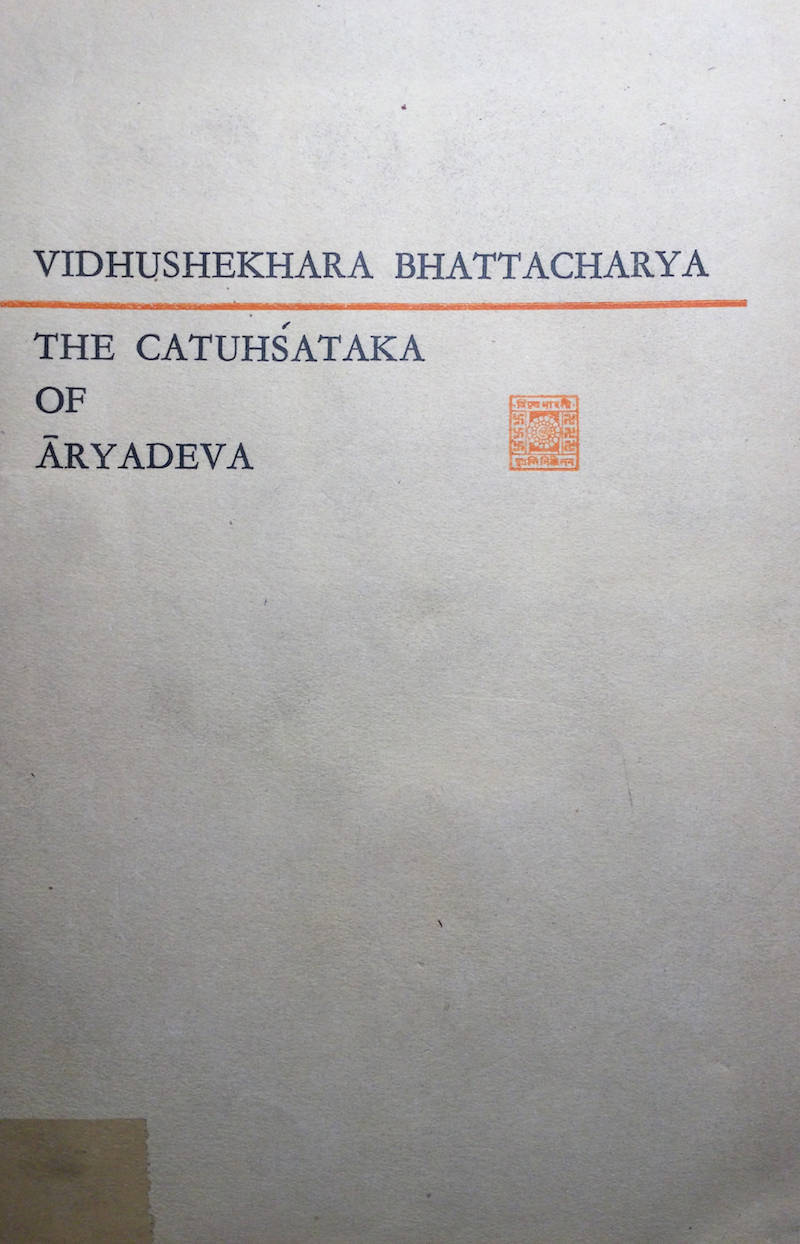 VIDHUSHEKHARA BHATTACHARYA
THE CATUHŚATAKA
OF
ĀRYADEVA